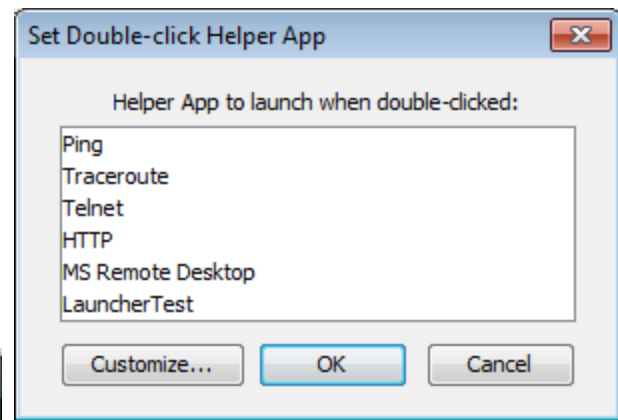 Set Double-click Helper App
Helper App to launch when double-clicked:
Ping
Traceroute
Telnet
HTTP
MS Remote Desktop
LauncherTest
Customize... OK Cancel